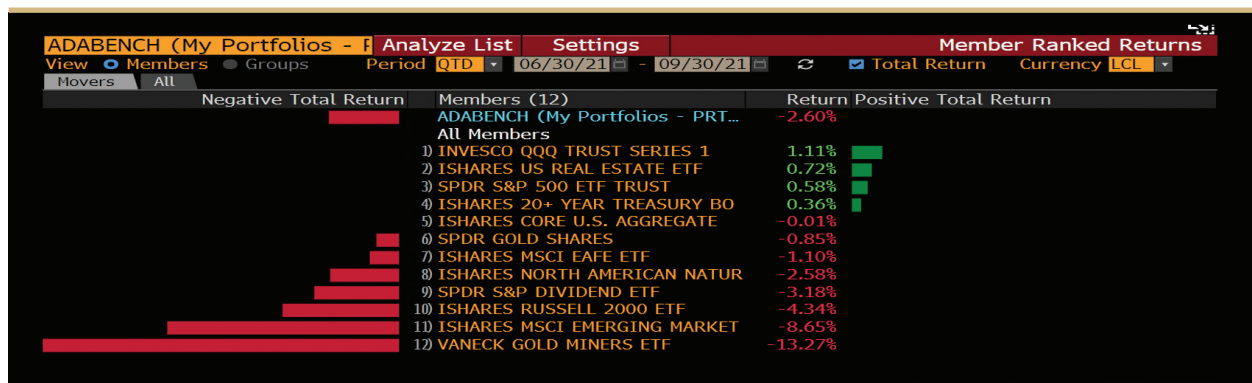 ADABENCH (My Portfolios - F Analyze List Settings Member Ranked Returns
View Members Groups Period QTD 06/30/21 - 09/30/21 Total Return Currency LCL
Movers All
Negative Total Return Members (12) Return Positive Total Return
ADABENCH (My Portfolios - PRT... -2.60%
All Members
1) INVESCO QQQ TRUST SERIES 1 1.11%
2) ISHARES US REAL ESTATE ETF 0.72%
3) SPDR S&P 500 ETF TRUST 0.58%
4) ISHARES 20+ YEAR TREASURY BO 0.36%
5) ISHARES CORE U.S. AGGREGATE -0.01%
6) SPDR GOLD SHARES -0.85%
7) ISHARES MSCI EAFE ETF -1.10%
8) ISHARES NORTH AMERICAN NATUR -2.58%
9) SPDR S&P DIVIDEND ETF -3.18%
10) ISHARES RUSSELL 2000 ETF -4.34%
11) ISHARES MSCI EMERGING MARKET -8.65%
12) VANECK GOLD MINERS ETF -13.27%